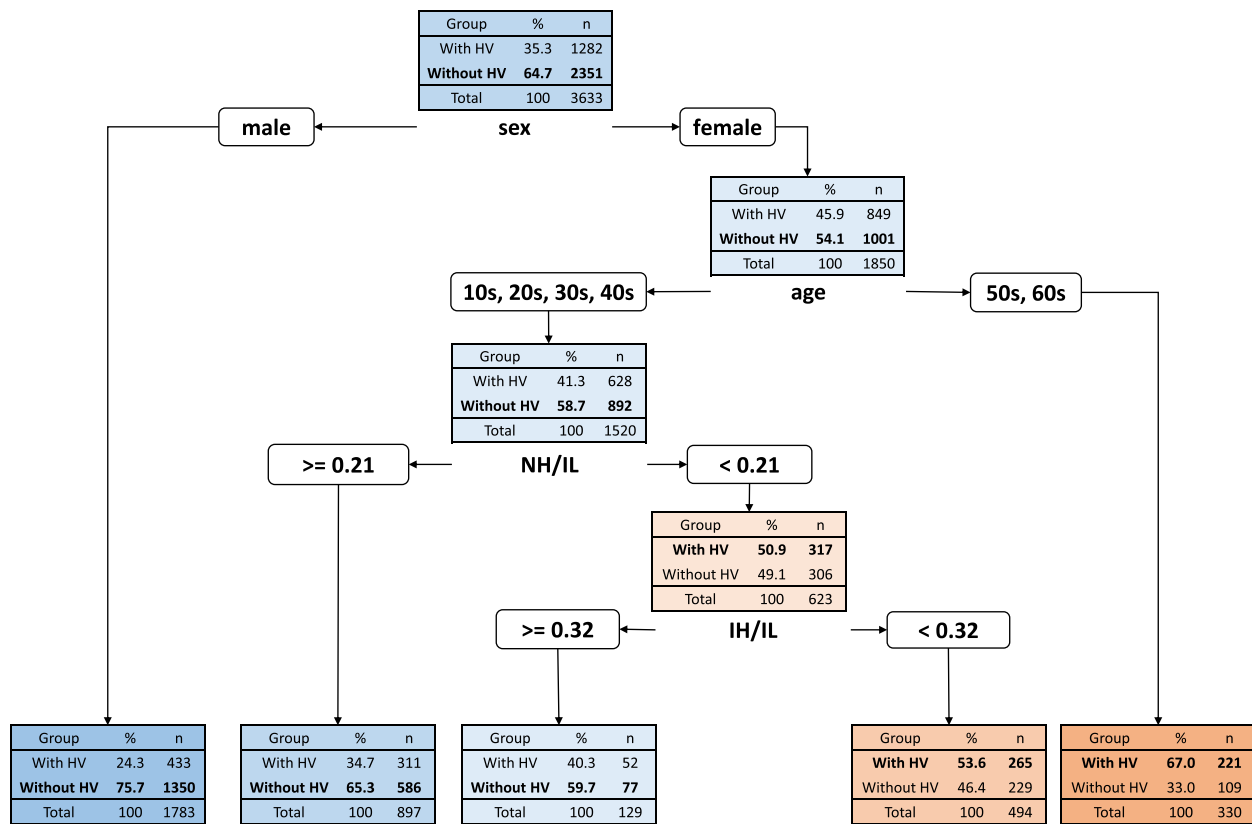 Group % n
With HV 35.3 1282
Without HV 64.7 2351
Total 100 3633
male sex female
Group % n
With HV 45.9 849
Without HV 54.1 1001
Total 100 1850
10s, 20s, 30s, 40s age 50s, 60s
Group % n
With HV 41.3 628
Without HV 58.7 892
Total 100 1520
>= 0.21 NH/IL < 0.21
Group % n
With HV 50.9 317
Without HV 49.1 306
Total 100 623
>= 0.32 IH/IL < 0.32
Group % n
With HV 24.3 433
Without HV 75.7 1350
Total 100 1783
Group % n
With HV 34.7 311
Without HV 65.3 586
Total 100 897
Group % n
With HV 40.3 52
Without HV 59.7 77
Total 100 129
Group % n
With HV 53.6 265
Without HV 46.4 229
Total 100 494
Group % n
With HV 67.0 221
Without HV 33.0 109
Total 100 330